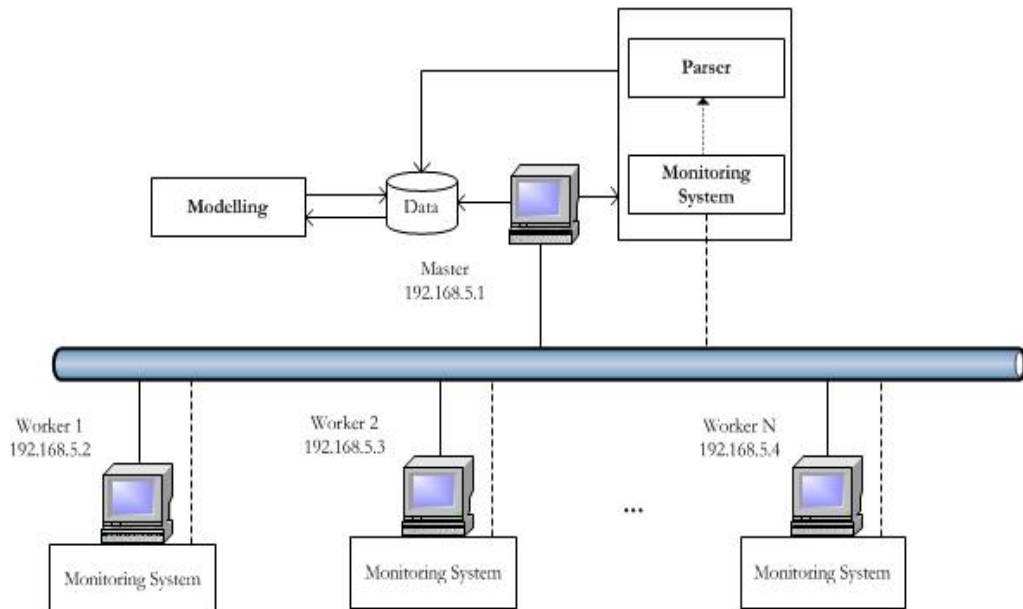 Parser
Monitoring
System
Modelling
Data
Master
192.168.5.1
Worker 1
192.168.5.2
Worker 2
192.168.5.3
Worker N
192.168.5.4
...
Monitoring System
Monitoring System
Monitoring System